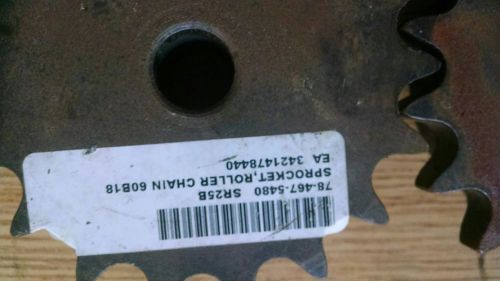 78-467-5480 SR25B
SPROCKET,ROLLER CHAIN 60B18
EA 3421478440